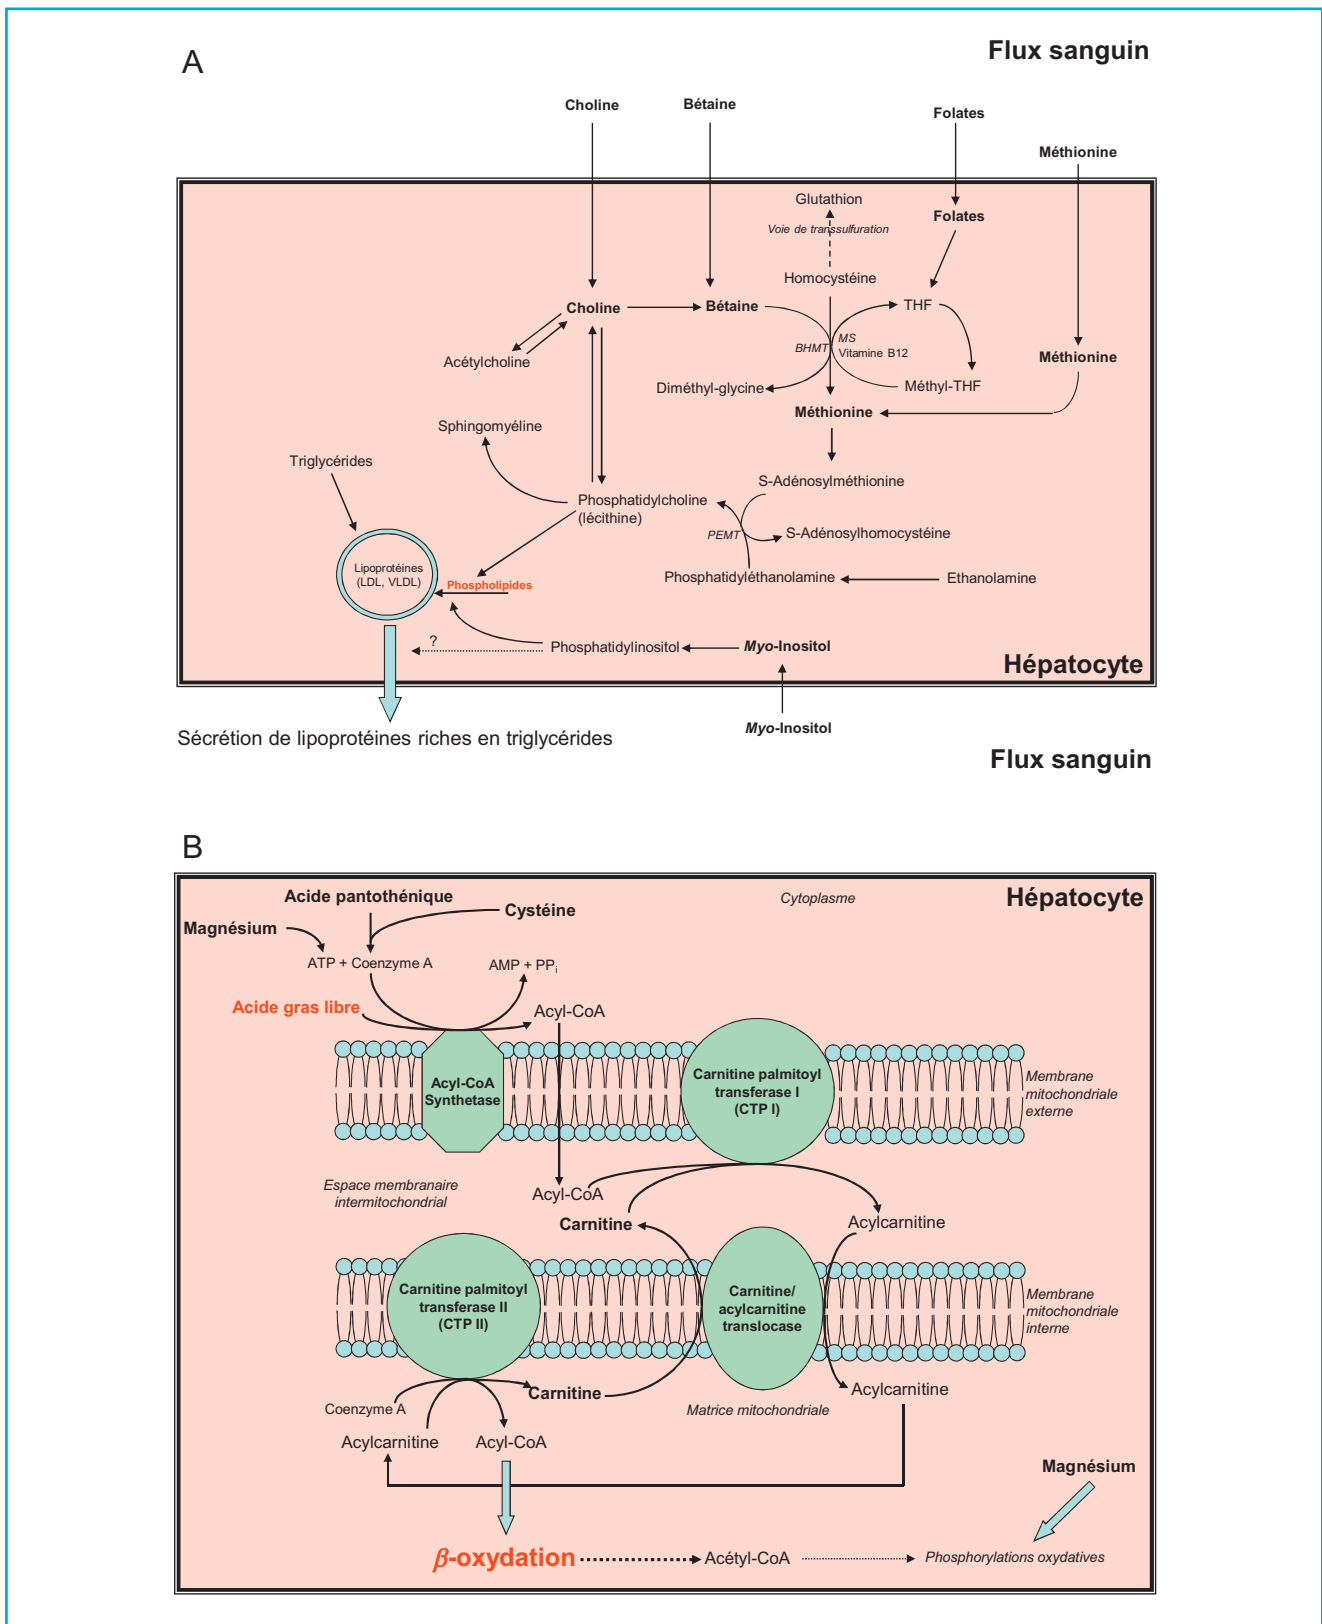 A
Flux sanguin
Choline
Bétaine
Folates
Méthionine
Glutathion
Folates
Voie de transsulfuration
Homocystéine
Choline
Bétaine
THF
MS
BHMT
Vitamine B12
Méthionine
Acétylcholine
Diméthyl-glycine
Méthyl-THF
Méthionine
Sphingomyéline
Triglycérides
S-Adénosylméthionine
Phosphatidylcholine
(lécithine)
PEMT
S-Adénosylhomocystéine
Lipoprotéines
(LDL, VLDL)
Phospholipides
Phosphatidyléthanolamine
Ethanolamine
?
Phosphatidylinositol
Myo-Inositol
Hépatocyte
Myo-Inositol
Sécrétion de lipoprotéines riches en triglycérides
Flux sanguin
B
Acide pantothénique
Cytoplasme
Hépatocyte
Cystéine
Magnésium
ATP + Coenzyme A
AMP + PPi
Acide gras libre
Acyl-CoA
Acyl-CoA
Synthetase
Carnitine palmitoyl
transferase I
(CTP I)
Membrane
mitochondriale
externe
Espace membranaire
intermitochondrial
Acyl-CoA
Carnitine
Acylcarnitine
Carnitine palmitoyl
transferase II
(CTP II)
Carnitine/
acylcarnitine
translocase
Membrane
mitochondriale
interne
Carnitine
Acylcarnitine
Coenzyme A
Matrice mitochondriale
Acylcarnitine
Acyl-CoA
Magnésium
β-oxydation
Acétyl-CoA
Phosphorylations oxydatives